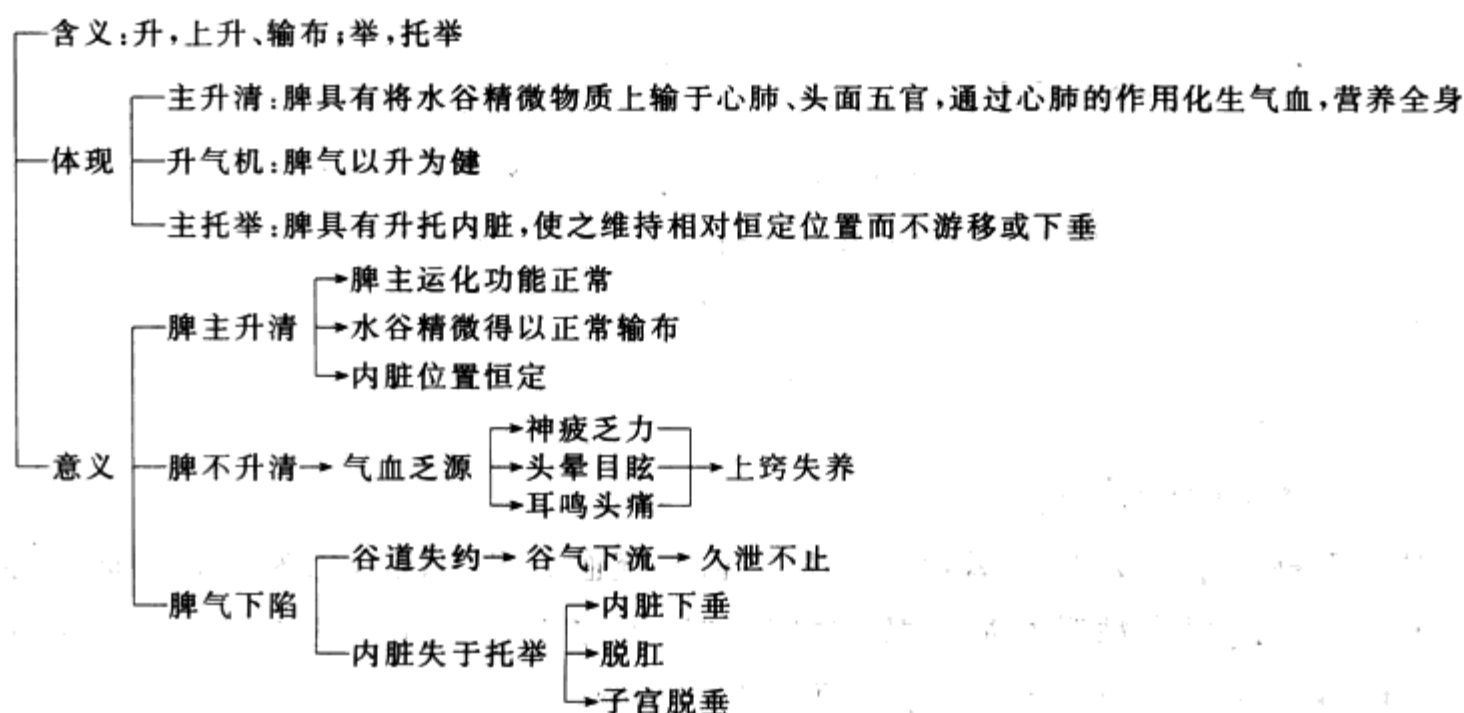 含义:升,上升、输布;举,托举
主升清:脾具有将水谷精微物质上输于心肺、头面五官,通过心肺的作用化生气血,营养全身
体现
升气机:脾气以升为健
主托举:脾具有升托内脏,使之维持相对恒定位置而不游移或下垂
脾主运化功能正常
脾主升清
水谷精微得以正常输布
内脏位置恒定
神疲乏力
意义
脾不升清
气血乏源
头晕目眩
上窍失养
耳鸣头痛
谷道失约
谷气下流
久泄不止
脾气下陷
内脏下垂
内脏失于托举
脱肛
子宫脱垂